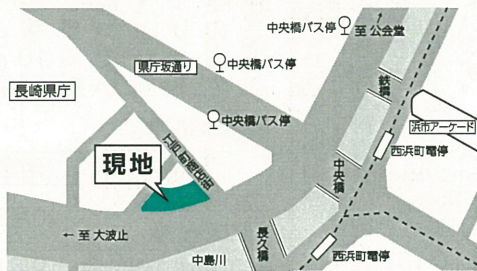 中央橋バス停
至 公会堂
県庁坂通り
中央橋バス停
鉄橋
長崎県庁
浜市アーケード
中央橋バス停
西浜町電停
現地
中央橋
← 至 大波止
長久橋
中島川
西浜町電停